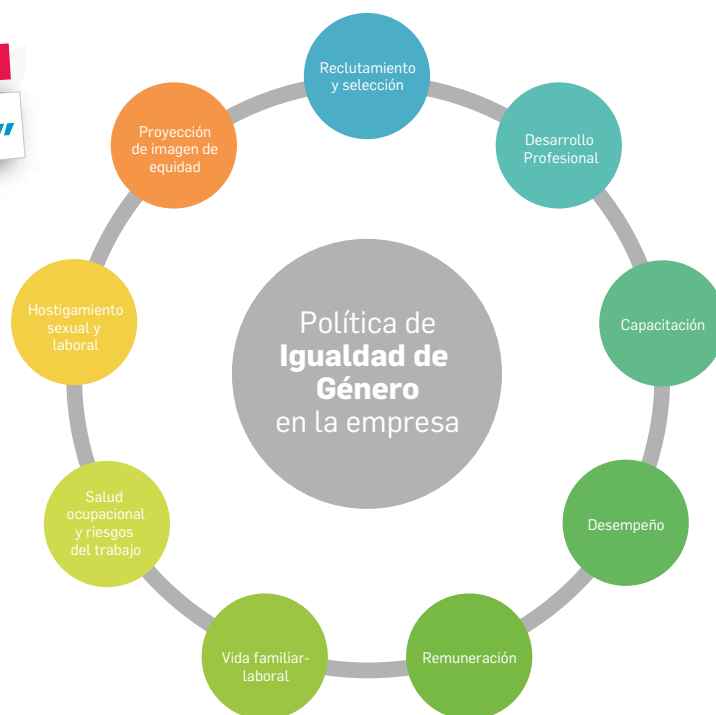 Reclutamiento
y selección
Desarrollo
Profesional
Capacitación
Desempeño
Remuneración
Vida familiar-
laboral
Salud
ocupacional
y riesgos
del trabajo
Hostigamiento
sexual y
laboral
Proyección
de imagen de
equidad
Política de
Igualdad de
Género
en la empresa